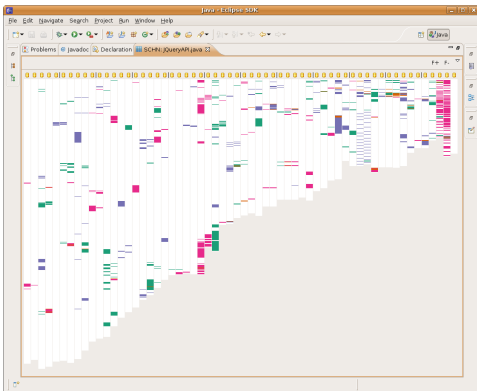 Java - Eclipse SDK
File Edit Navigate Search Project Run Window Help
Java
Problems @ Javadoc Declaration SCHN: jQueryAPI.java
F+ F-